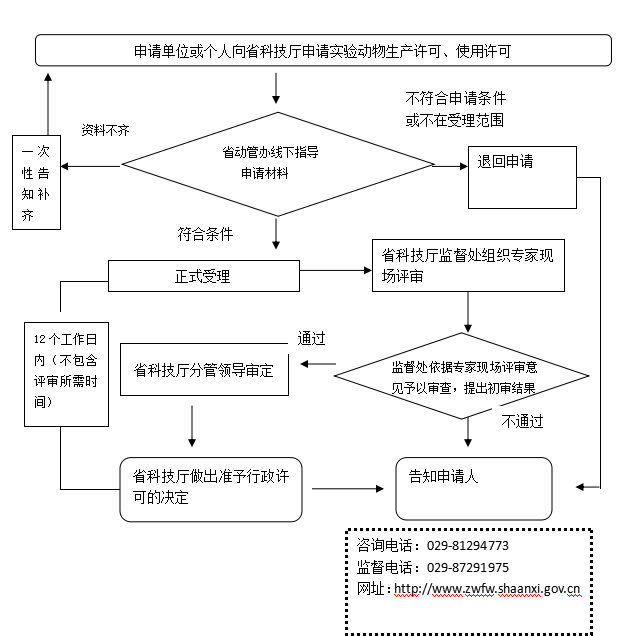 申请单位或个人向省科技厅申请实验动物生产许可、使用许可
不符合申请条件
或不在受理范围
资料不齐
一次
性告
知补
齐
省动管办线下指导
申请材料
退回申请
符合条件
正式受理
省科技厅监督处组织专家现
场评审
12个工作日
内（不包含
评审所需时
间）
通过
省科技厅分管领导审定
监督处依据专家现场评审意
见予以审查，提出初审结果
不通过
省科技厅做出准予行政许
可的决定
告知申请人
咨询电话：029-81294773
监督电话：029-87291975
网址：http://www.zwfw.shaanxi.gov.cn